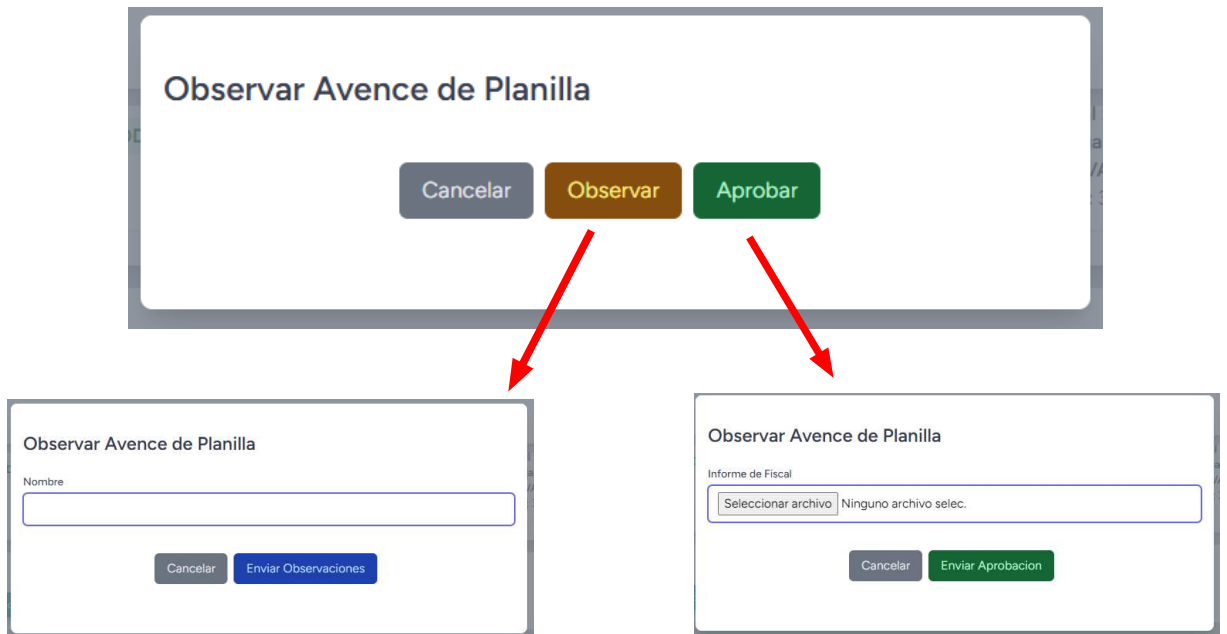 Observar Avence de Planilla
Cancelar Observar Aprobar
Observar Avence de Planilla
Nombre
Cancelar Enviar Observaciones
Observar Avence de Planilla
Informe de Fiscal
Seleccionar archivo Ninguno archivo selec.
Cancelar Enviar Aprobacion